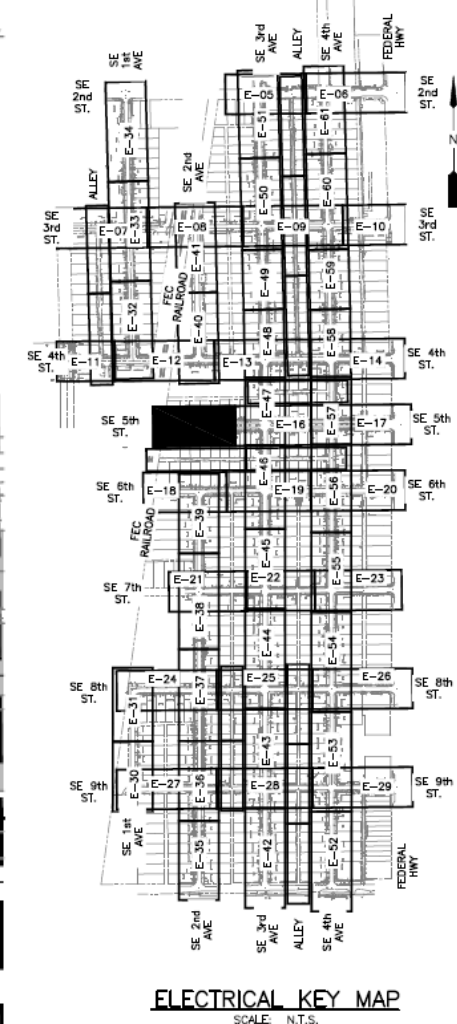 SE 1st
AVE
SE 3rd
AVE
ALLEY
SE 4th
AVE
FEDERAL
HWY
SE
2nd
ST.
E-05
E-06
SE
2nd
ST.
E-51
E-61
E-34
N
SE 2nd
AVE
ALLEY
E-50
E-60
SE
3rd
ST.
E-07
E-33
E-08
E-09
E-10
SE
3rd
ST.
E-41
E-49
E-59
FEC
RAILROAD
E-32
E-40
E-48
E-58
SE 4th
ST.
E-11
E-12
E-13
E-14
SE 4th
ST.
E-47
E-57
SE 5th
ST.
E-16
E-17
SE 5th
ST.
E-46
E-56
SE 6th
ST.
E-18
E-19
E-20
SE 6th
ST.
FEC
RAILROAD
E-39
E-45
E-55
SE 7th
ST.
E-21
E-22
E-23
E-38
E-44
E-54
SE 8th
ST.
E-24
E-37
E-25
E-26
SE 8th
ST.
E-31
E-43
E-53
SE 9th
ST.
E-30
E-27
E-36
E-28
E-29
SE 9th
ST.
SE 1st
AVE
E-35
E-42
E-52
FEDERAL
HWY
SE 2nd
AVE
SE 3rd
AVE
ALLEY
SE 4th
AVE
ELECTRICAL KEY MAP
SCALE: N.T.S.